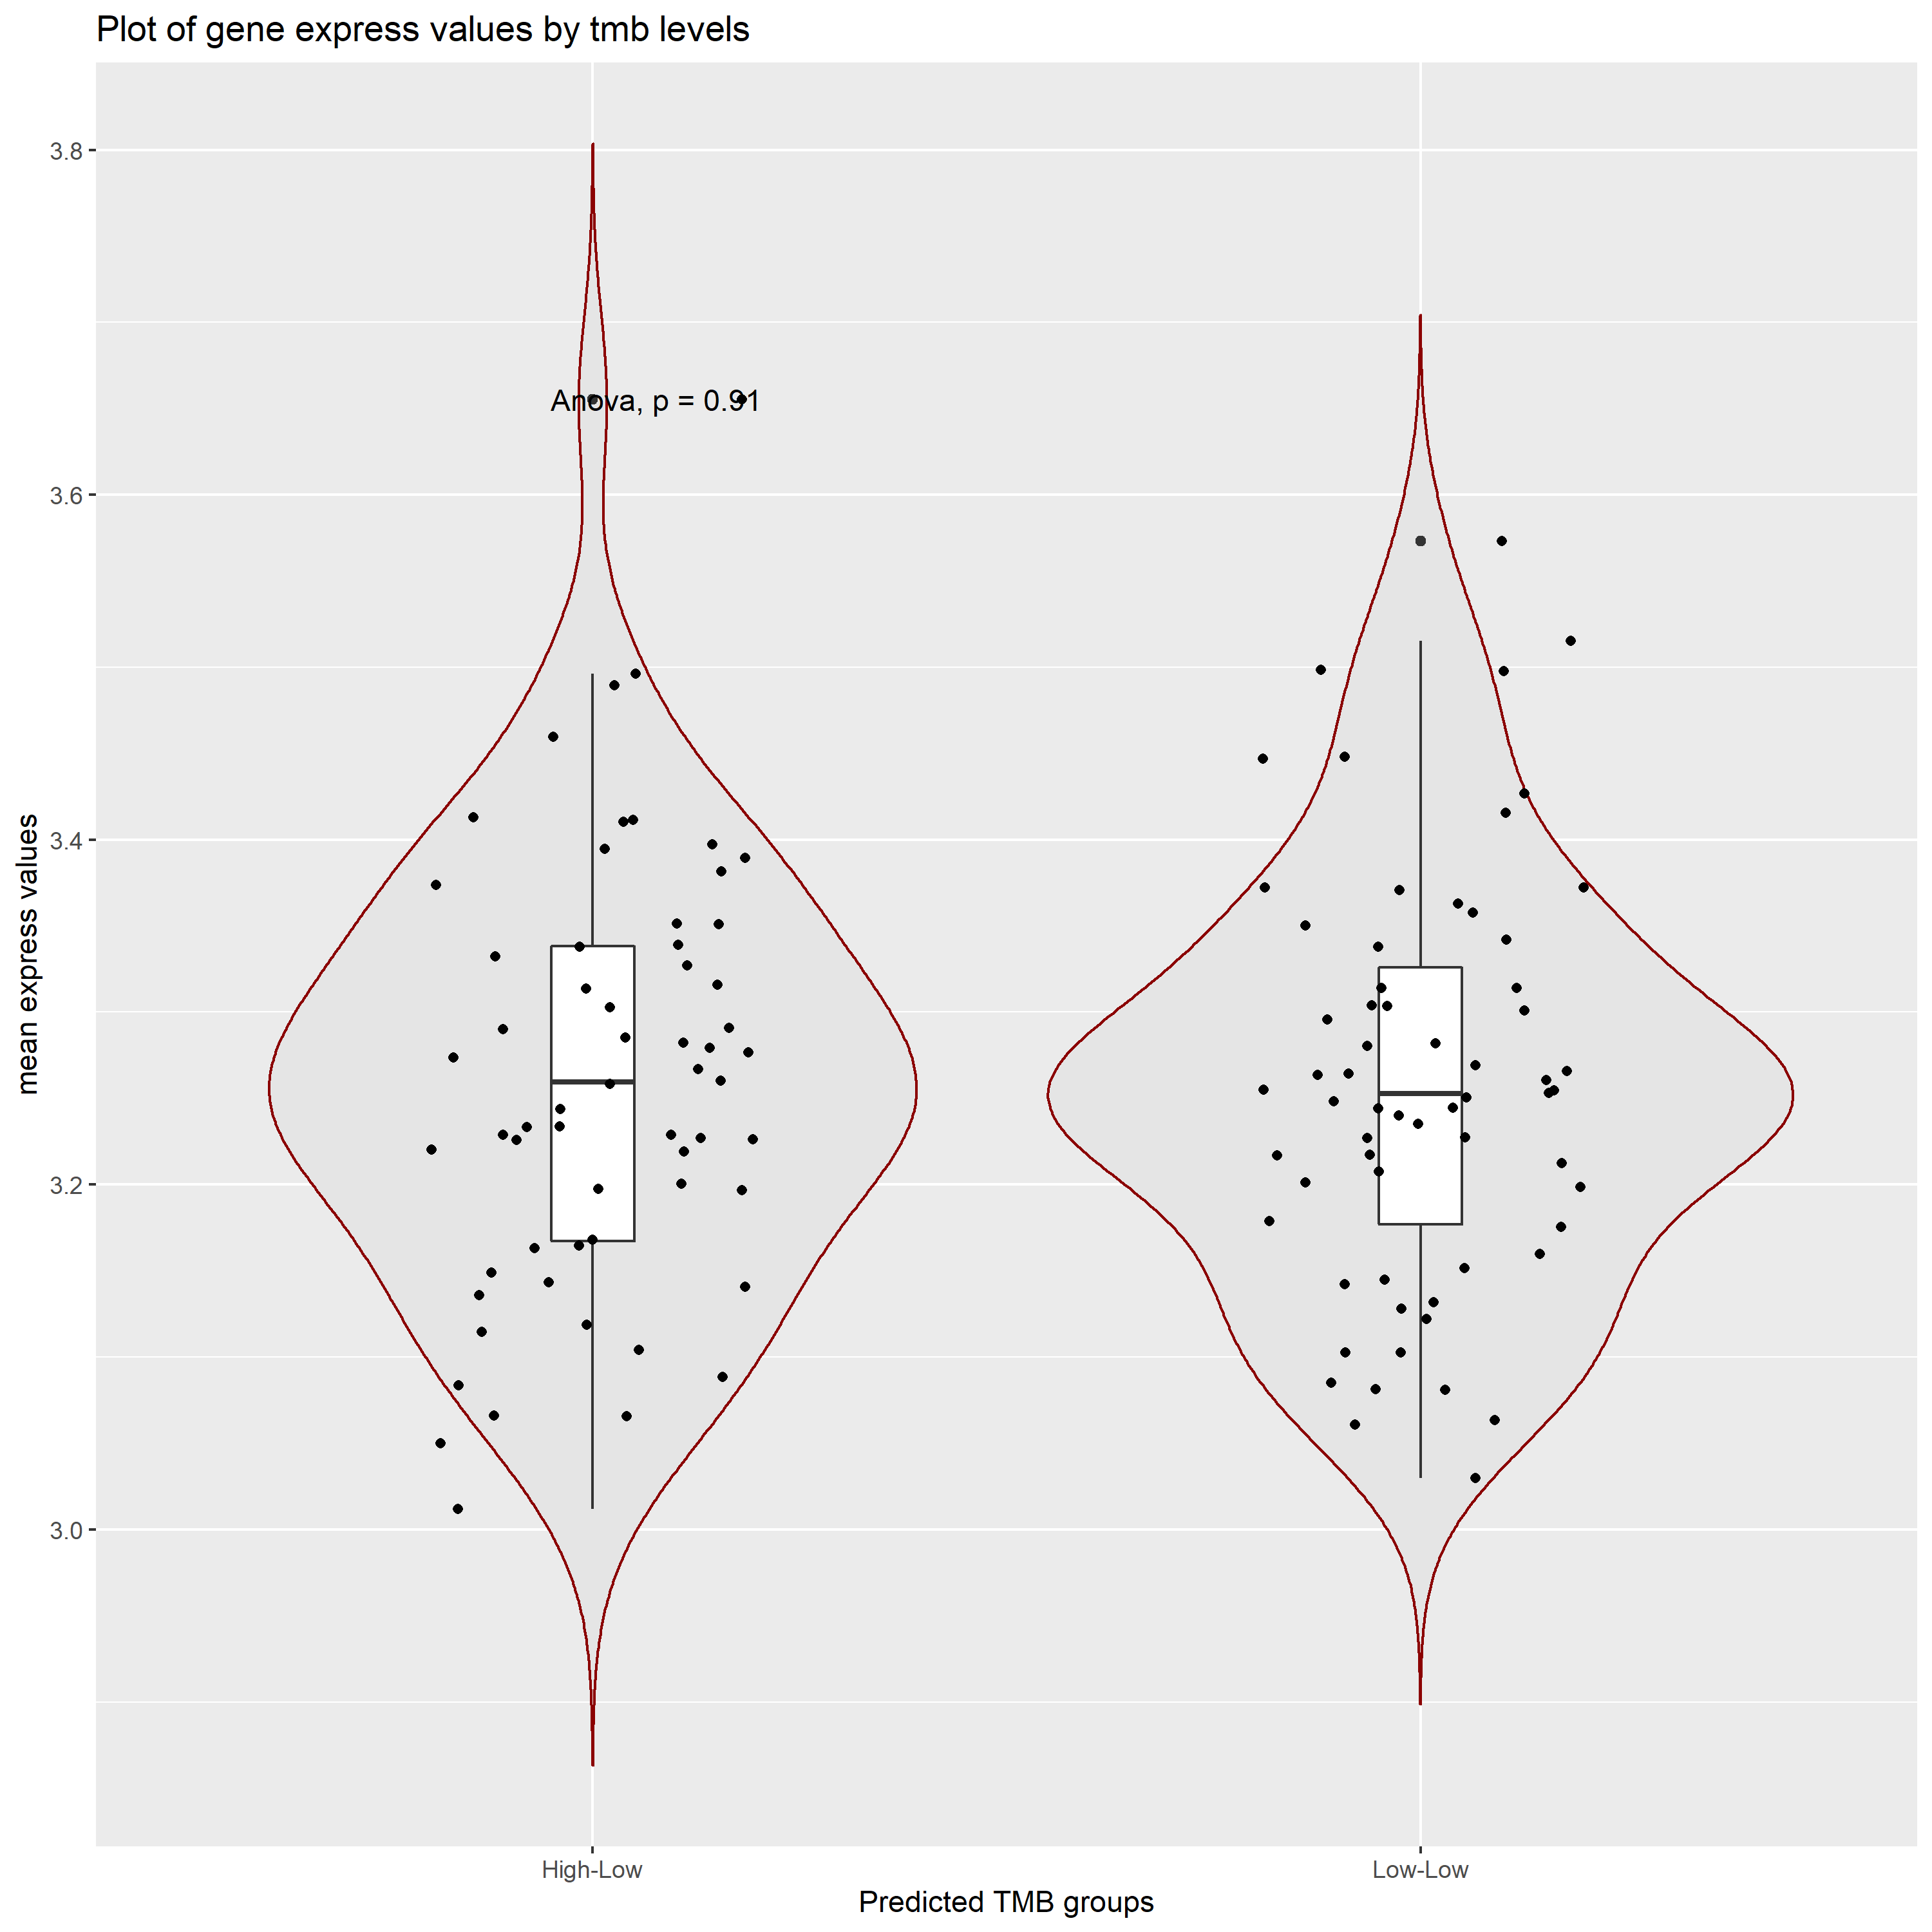 Plot of gene express values by tmb levels
mean express values
3.8
3.6
3.4
3.2
3.0
Anova, p = 0.91
High-Low
Low-Low
Predicted TMB groups